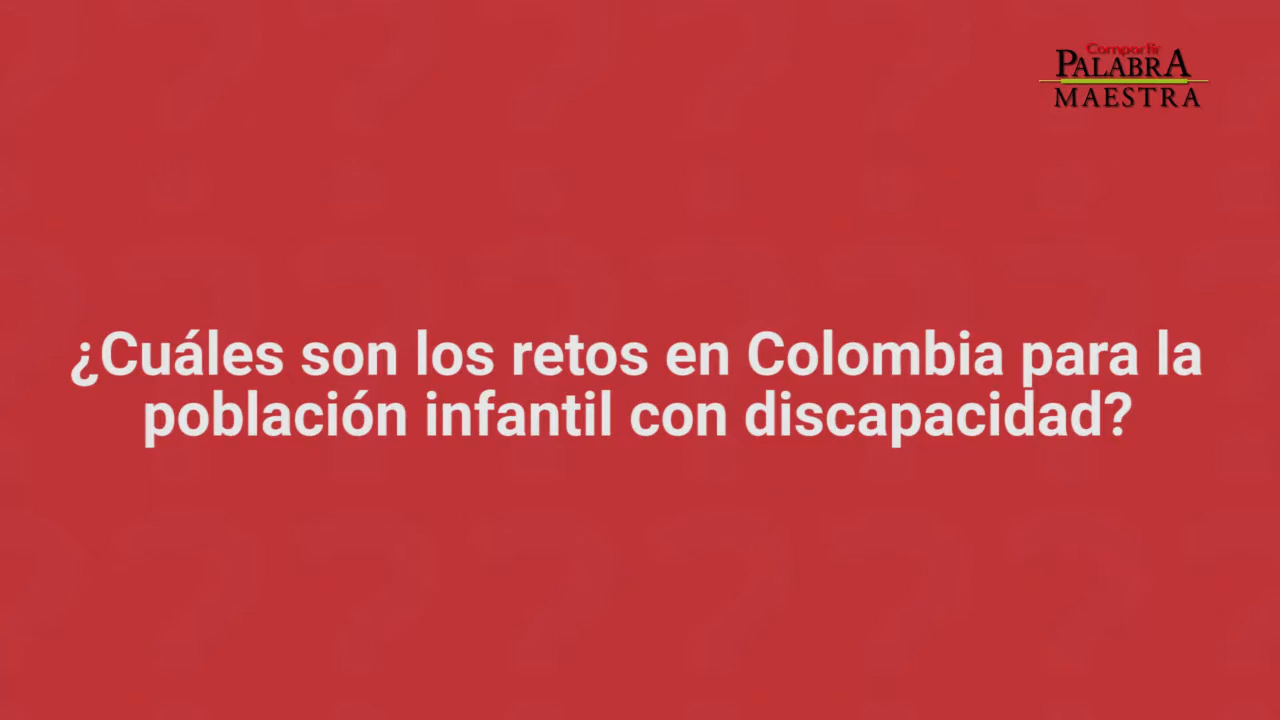 Compartir
PALABRA
MAESTRA
¿Cuáles son los retos en Colombia para la
población infantil con discapacidad?